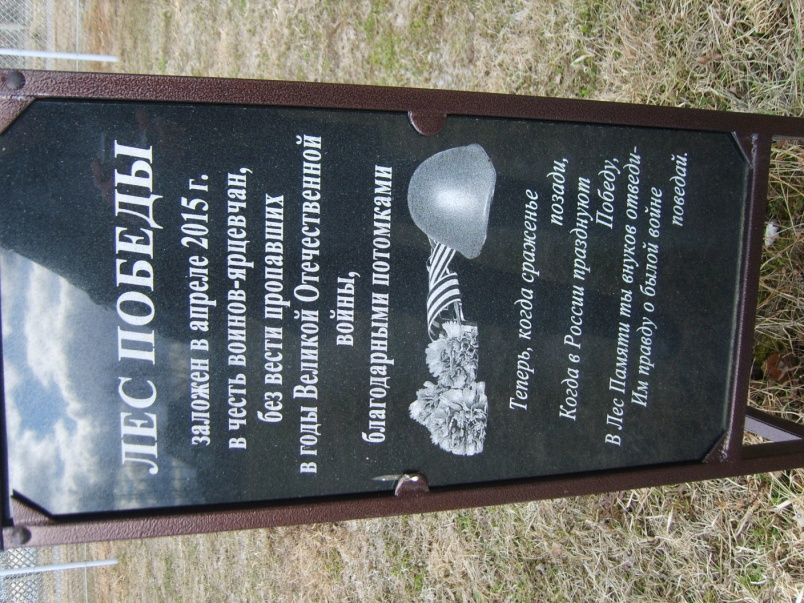 ЛЕС ПОБЕДЫ
заложен в апреле 2015 г.
в честь воинов-ярцевчан,
без вести пропавших
в годы Великой Отечественной
войны,
благодарными потомками
Теперь, когда сраженье
позади,
Когда в России празднуют
Победу,
В Лес Памяти ты внуков отведи-
Им правду о былой войне
поведай.